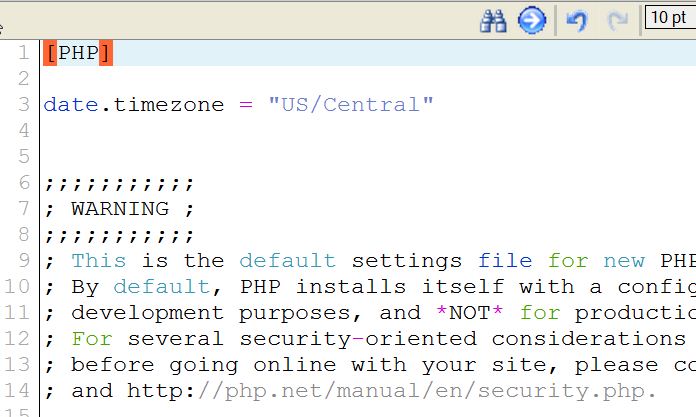 10 pt
1 [PHP]
2
3 date.timezone = "US/Central"
4
5
6 ;;;;;;;;;;;
7 ; WARNING ;
8 ;;;;;;;;;;;
9 ; This is the default settings file for new PHP
10 ; By default, PHP installs itself with a config
11 ; development purposes, and *NOT* for productio
12 ; For several security-oriented considerations
13 ; before going online with your site, please co
14 ; and http://php.net/manual/en/security.php.
15